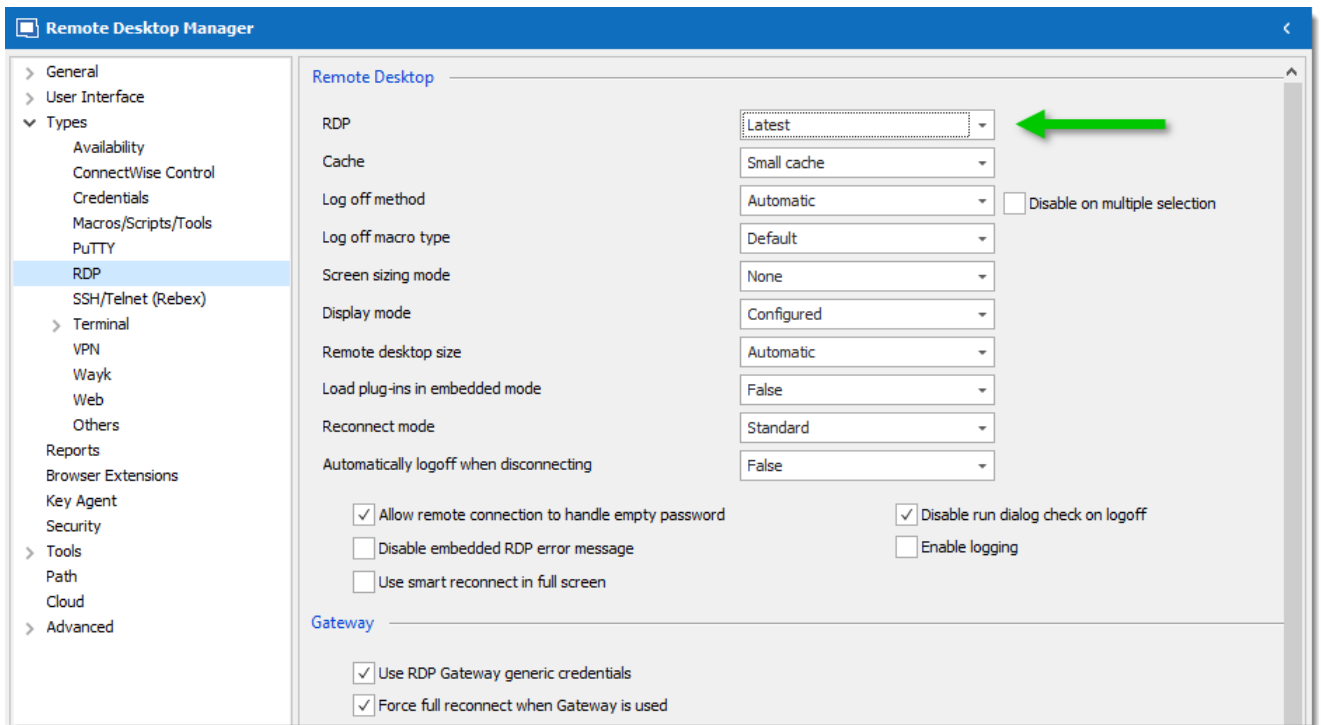 Remote Desktop Manager
General
User Interface
Types
Availability
ConnectWise Control
Credentials
Macros/Scripts/Tools
PuTTY
RDP
SSH/Telnet (Rebex)
Terminal
VPN
Wayk
Web
Others
Reports
Browser Extensions
Key Agent
Security
Tools
Path
Cloud
Advanced
Remote Desktop
RDP Latest
Cache Small cache
Log off method Automatic Disable on multiple selection
Log off macro type Default
Screen sizing mode None
Display mode Configured
Remote desktop size Automatic
Load plug-ins in embedded mode False
Reconnect mode Standard
Automatically logoff when disconnecting False
Allow remote connection to handle empty password Disable run dialog check on logoff
Disable embedded RDP error message Enable logging
Use smart reconnect in full screen
Gateway
Use RDP Gateway generic credentials
Force full reconnect when Gateway is used